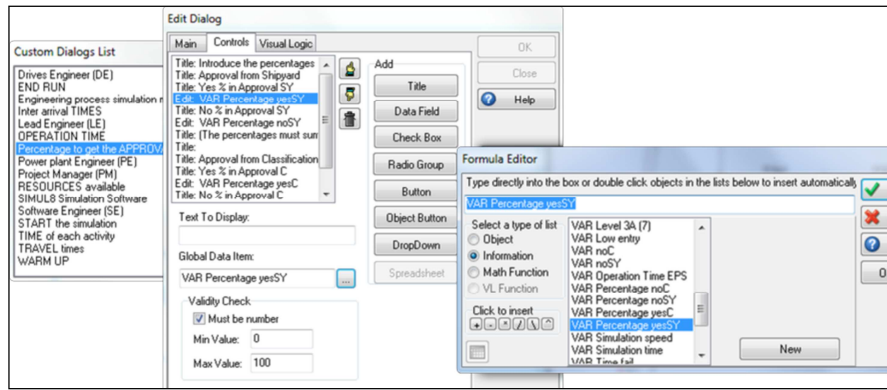 Custom Dialogs List
Drives Engineer (DE)
END RUN
Engineering process simulation
Inter arrival TIMES
Lead Engineer (LE)
OPERATION TIME
Percentage to get the APPROV
Power plant Engineer (PE)
Project Manager (PM)
RESOURCES available
SIMUL8 Simulation Software
Software Engineer (SE)
START the simulation
TIME of each activity
TRAVEL times
WARM UP
Edit Dialog
Main Controls Visual Logic
Title: Introduce the percentages
Title: Approval from Shipyard
Title: Yes % in Approval SY
Edit: VAR Percentage yesSY
Title: No % in Approval SY
Edit: VAR Percentage noSY
Title: (The percentages must sum
Title:
Title: Approval from Classification
Title: Yes % in Approval C
Edit: VAR Percentage yesC
Title: No % in Approval C
Text To Display:
Global Data Item:
VAR Percentage yesSY
...
Validity Check
Must be number
Min Value: 0
Max Value: 100
Add
Title
Data Field
Check Box
Radio Group
Button
Object Button
DropDown
Spreadsheet
OK
Close
Help
Formula Editor
Type directly into the box or double click objects in the lists below to insert automatically
VAR Percentage yesSY
Select a type of list
Object
Information
Math Function
VL Function
Click to insert
+ - * / \ ^
VAR Level 3A (7)
VAR Low entry
VAR noC
VAR noSY
VAR Operation Time EPS
VAR Percentage noC
VAR Percentage noSY
VAR Percentage yesC
VAR Percentage yesSY
VAR Simulation speed
VAR Simulation time
VAR Time fail
New